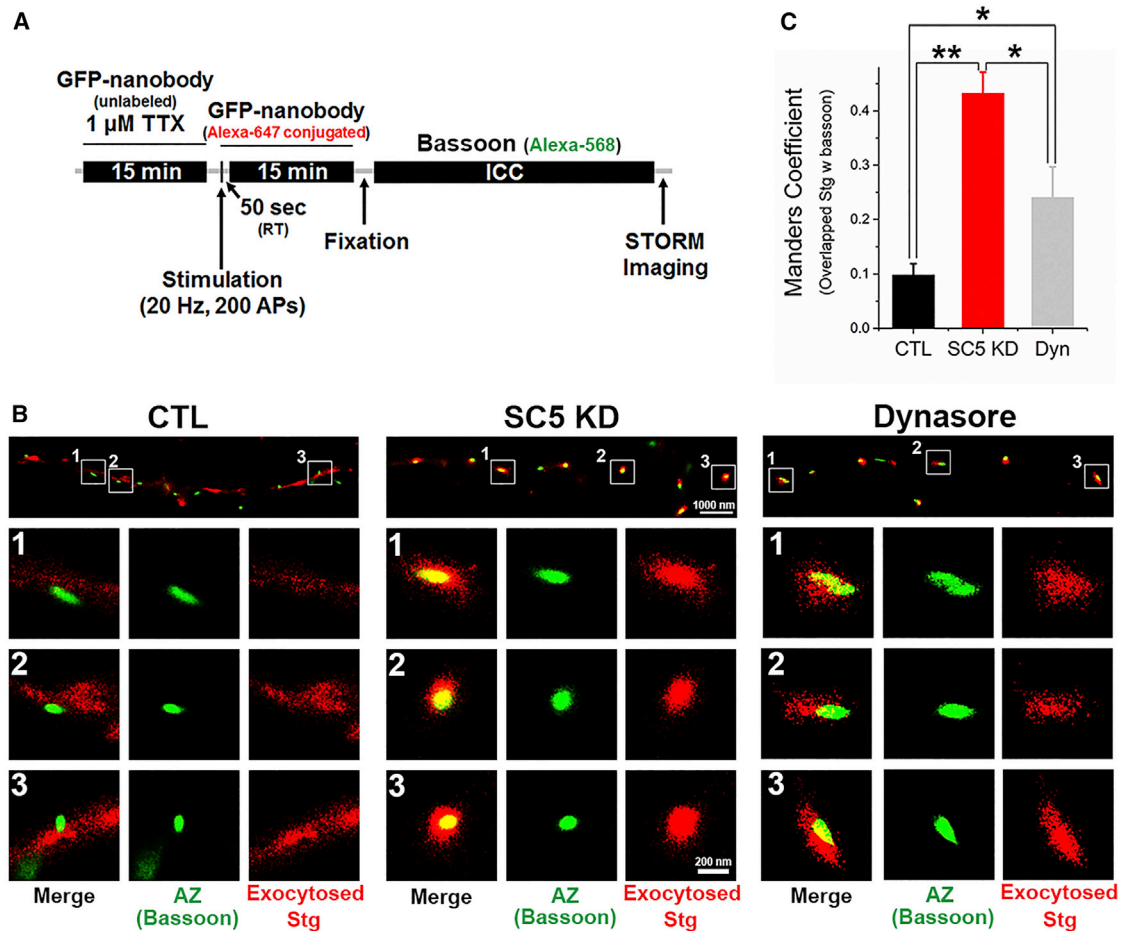 A
GFP-nanobody
(unlabeled)
1 µM TTX
GFP-nanobody
(Alexa-647 conjugated)
Bassoon (Alexa-568)
15 min
15 min
ICC
50 sec
(RT)
Fixation
STORM
Imaging
Stimulation
(20 Hz, 200 APs)
C
*
** *
Manders Coefficient
(Overlapped Stg w bassoon)
0.4
0.3
0.2
0.1
0.0
CTL SC5 KD Dyn
B
CTL
SC5 KD
Dynasore
1 2 3
1 2 3
1000 nm
1 2 3
1
1
1
2
2
2
3
3
3
200 nm
Merge
AZ
(Bassoon)
Exocytosed
Stg
Merge
AZ
(Bassoon)
Exocytosed
Stg
Merge
AZ
(Bassoon)
Exocytosed
Stg